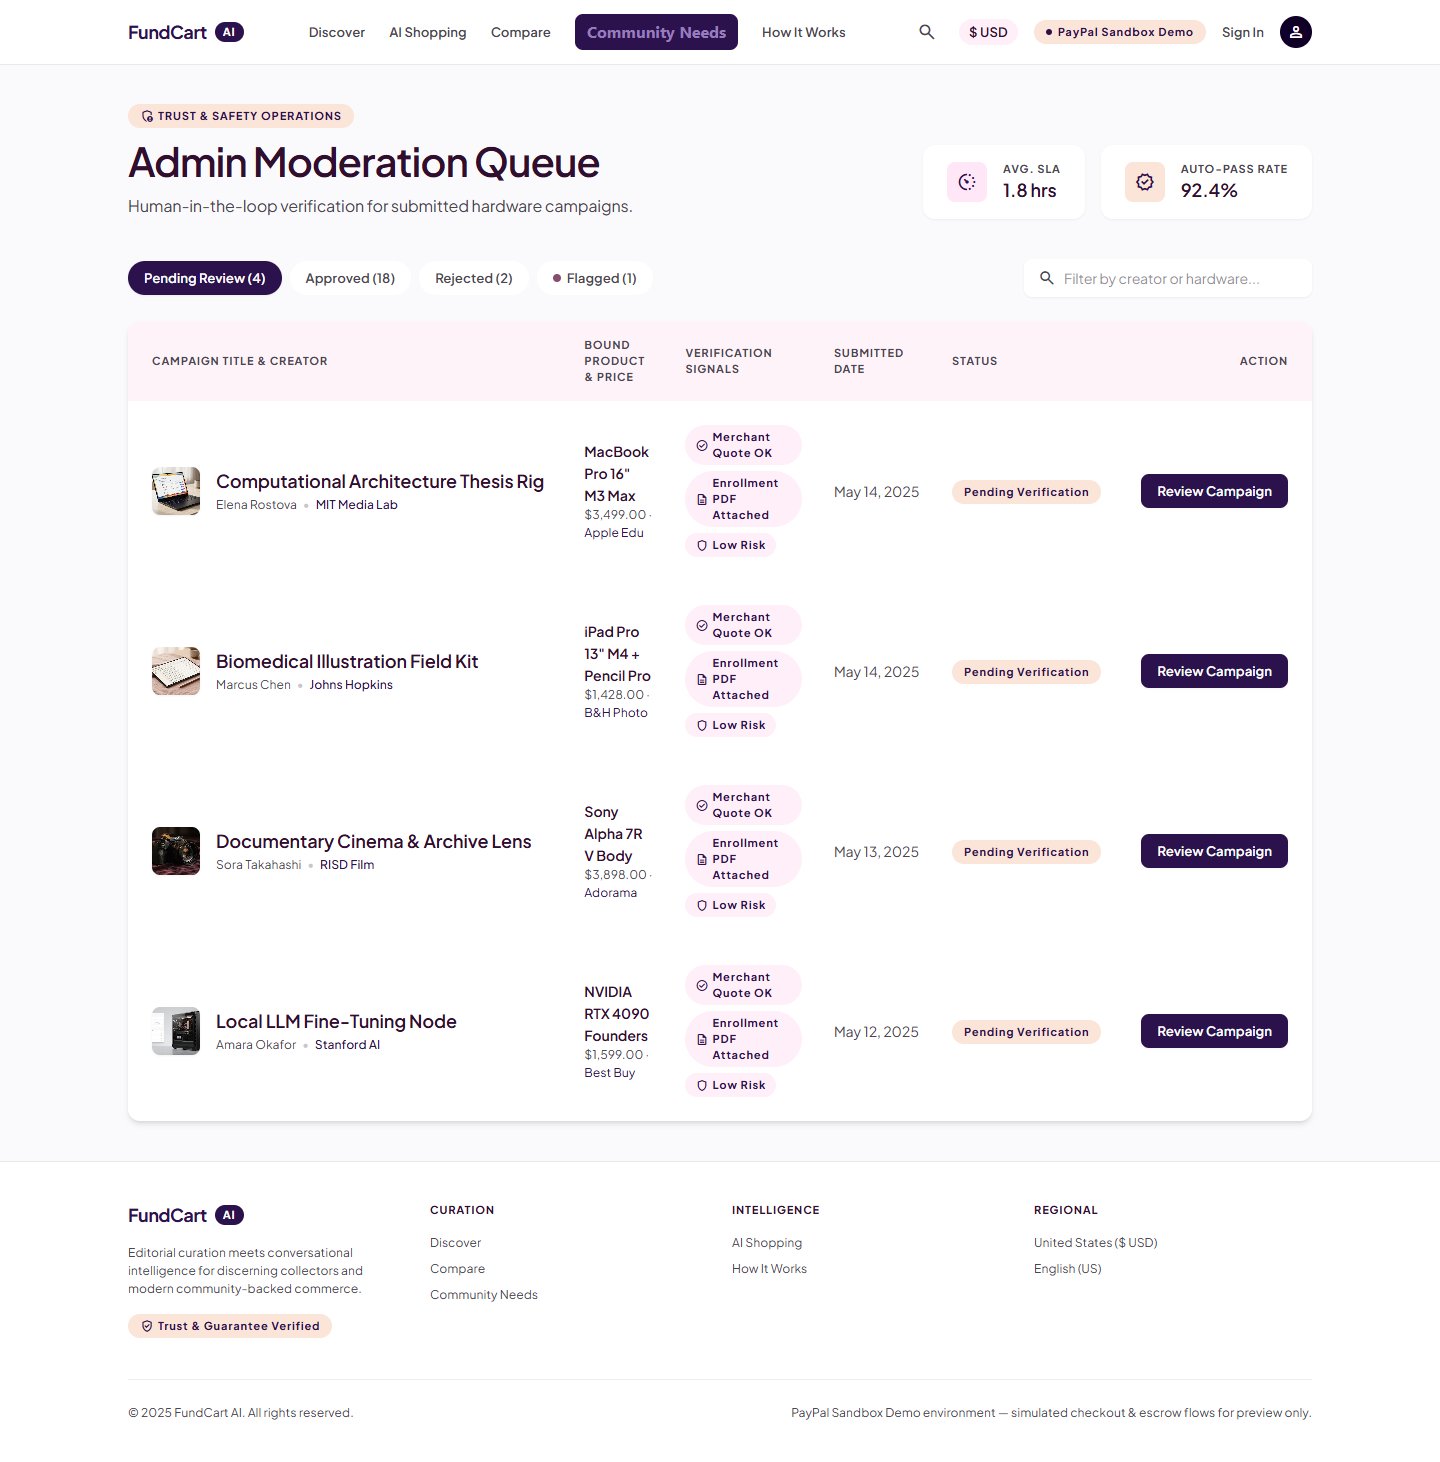 FundCart AI
Discover
AI Shopping
Compare
Community Needs
How It Works
$ USD
PayPal Sandbox Demo
Sign In
TRUST & SAFETY OPERATIONS
Admin Moderation Queue
Human-in-the-loop verification for submitted hardware campaigns.
AVG. SLA
1.8 hrs
AUTO-PASS RATE
92.4%
Pending Review (4)
Approved (18)
Rejected (2)
Flagged (1)
Filter by creator or hardware...
CAMPAIGN TITLE & CREATOR
BOUND
PRODUCT
& PRICE
VERIFICATION
SIGNALS
SUBMITTED
DATE
STATUS
ACTION
Computational Architecture Thesis Rig
Elena Rostova • MIT Media Lab
MacBook
Pro 16"
M3 Max
$3,499.00 ·
Apple Edu
Merchant
Quote OK
Enrollment
PDF
Attached
Low Risk
May 14, 2025
Pending Verification
Review Campaign
Biomedical Illustration Field Kit
Marcus Chen • Johns Hopkins
iPad Pro
13" M4 +
Pencil Pro
$1,428.00 ·
B&H Photo
Merchant
Quote OK
Enrollment
PDF
Attached
Low Risk
May 14, 2025
Pending Verification
Review Campaign
Documentary Cinema & Archive Lens
Sora Takahashi • RISD Film
Sony
Alpha 7R
V Body
$3,898.00 ·
Adorama
Merchant
Quote OK
Enrollment
PDF
Attached
Low Risk
May 13, 2025
Pending Verification
Review Campaign
Local LLM Fine-Tuning Node
Amara Okafor • Stanford AI
NVIDIA
RTX 4090
Founders
$1,599.00 ·
Best Buy
Merchant
Quote OK
Enrollment
PDF
Attached
Low Risk
May 12, 2025
Pending Verification
Review Campaign
FundCart AI
Editorial curation meets conversational
intelligence for discerning collectors and
modern community-backed commerce.
Trust & Guarantee Verified
CURATION
Discover
Compare
Community Needs
INTELLIGENCE
AI Shopping
How It Works
REGIONAL
United States ($ USD)
English (US)
© 2025 FundCart AI. All rights reserved.
PayPal Sandbox Demo environment — simulated checkout & escrow flows for preview only.